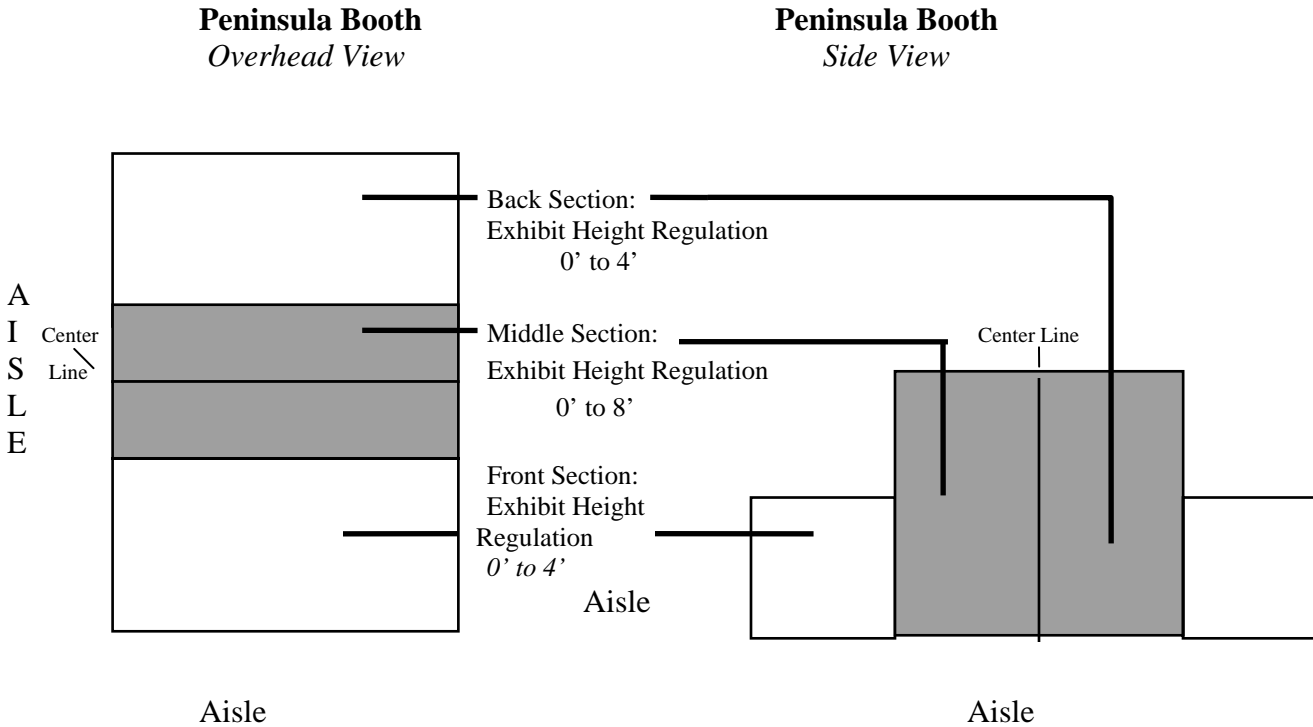 Peninsula Booth
Overhead View
Peninsula Booth
Side View
Back Section:
Exhibit Height Regulation
0’ to 4’
A
I
S
L
E
Center
Line
Middle Section:
Exhibit Height Regulation
0’ to 8’
Center Line
Front Section:
Exhibit Height
Regulation
0’ to 4’
Aisle
Aisle
Aisle